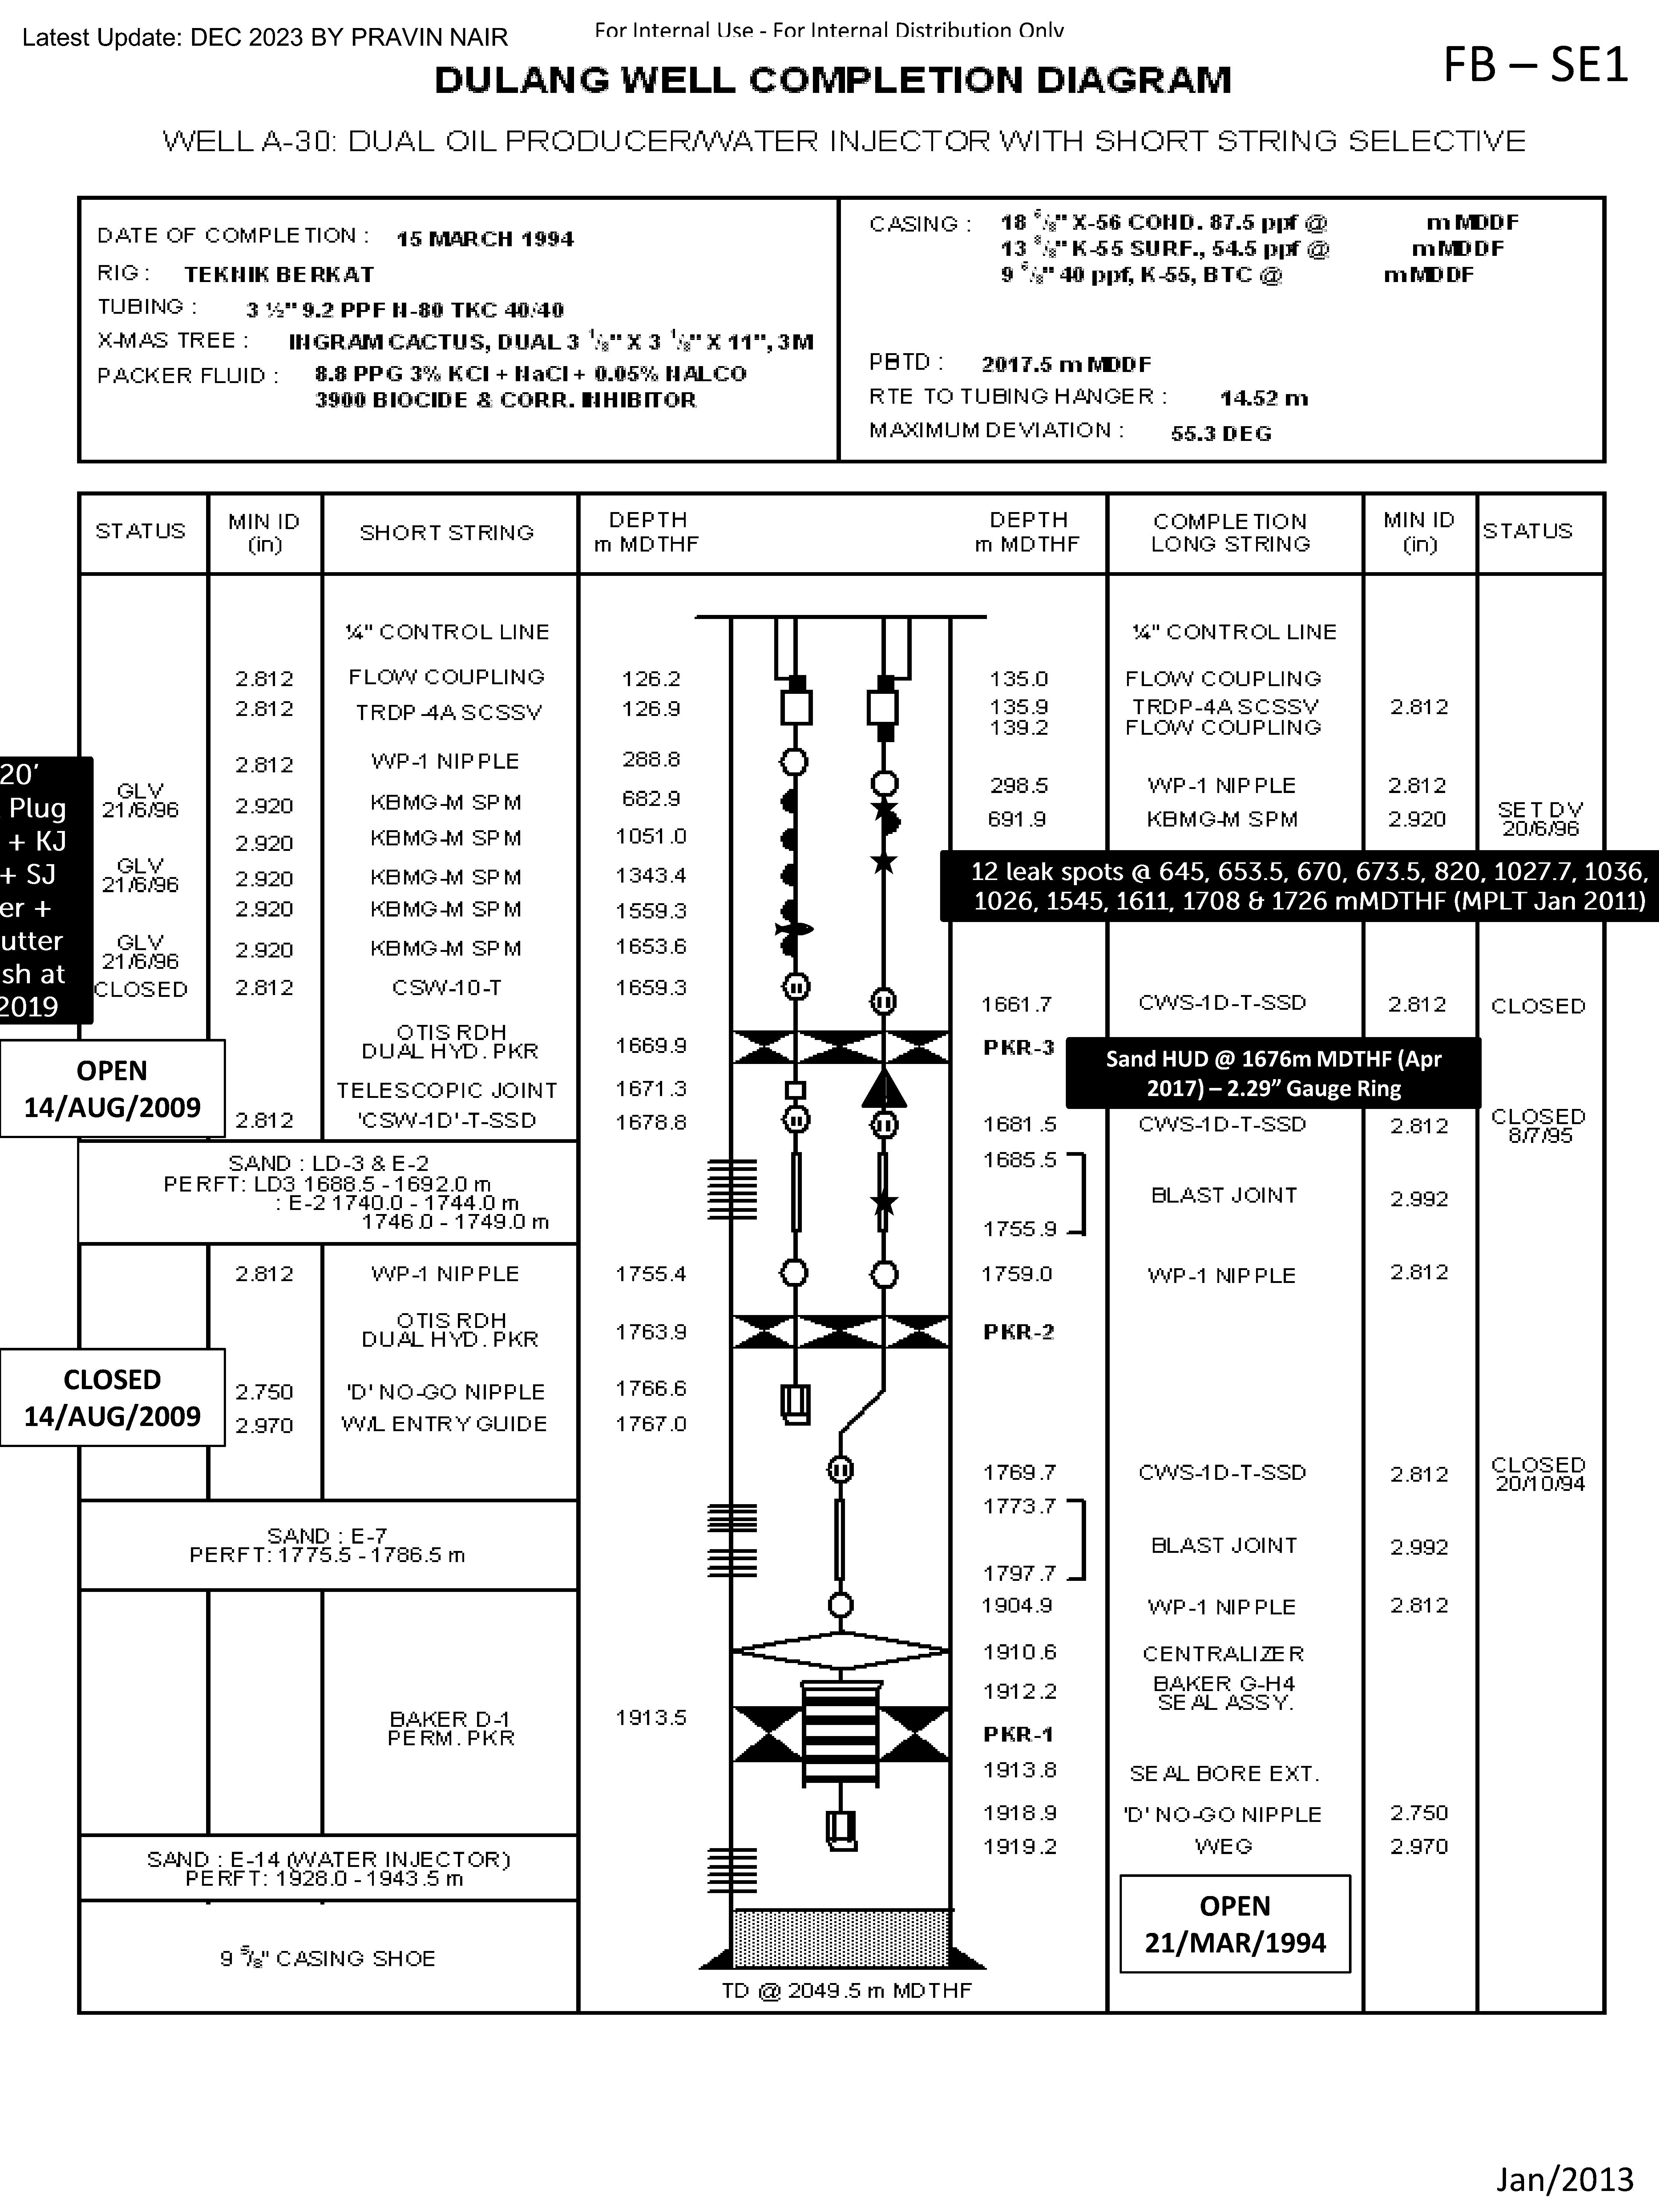 Latest Update: DEC 2023 BY PRAVIN NAIR
For Internal Use - For Internal Distribution Only
FB – SE1
DULANG WELL COMPLETION DIAGRAM
WELL A-30: DUAL OIL PRODUCER/WATER INJECTOR WITH SHORT STRING SELECTIVE
DATE OF COMPLETION : 15 MARCH 1994
RIG : TEKNIK BERKAT
TUBING : 3 ½" 9.2 PPF N-80 TKC 40/40
X-MAS TREE : INGRAM CACTUS, DUAL 3 1/8" X 3 1/8" X 11", 3M
PACKER FLUID : 8.8 PPG 3% KCl + NaCl + 0.05% NALCO
3900 BIOCIDE & CORR. INHIBITOR
CASING : 18 5/8" X-56 COND. 87.5 ppf @ m MDDF
13 3/8" K-55 SURF., 54.5 ppf @ mMDDF
9 5/8" 40 ppf, K-55, BTC @ mMDDF
PBTD : 2017.5 m MDDF
RTE TO TUBING HANGER : 14.52 m
MAXIMUM DEVIATION : 55.3 DEG
STATUS MIN ID (in) SHORT STRING DEPTH m MDTHF DEPTH m MDTHF COMPLETION LONG STRING MIN ID (in) STATUS
¼" CONTROL LINE ¼" CONTROL LINE
2.812 FLOW COUPLING 126.2 135.0 FLOW COUPLING
2.812 TRDP-4A SCSSV 126.9 135.9 TRDP-4A SCSSV 2.812
139.2 FLOW COUPLING
2.812 WP-1 NIPPLE 288.8 298.5 WP-1 NIPPLE 2.812
20'
Plug
+ KJ
+ SJ
er +
utter
sh at
2019
GLV 21/6/96 2.920 KBMG-M SPM 682.9 691.9 KBMG-M SPM 2.920 SET DV 20/6/96
2.920 KBMG-M SPM 1051.0
12 leak spots @ 645, 653.5, 670, 673.5, 820, 1027.7, 1036,
1026, 1545, 1611, 1708 & 1726 mMDTHF (MPLT Jan 2011)
GLV 21/6/96 2.920 KBMG-M SPM 1343.4
2.920 KBMG-M SPM 1559.3
GLV 21/6/96 2.920 KBMG-M SPM 1653.6
CLOSED 2.812 CSW-10-T 1659.3
1661.7 CWS-1D-T-SSD 2.812 CLOSED
OTIS RDH
DUAL HYD. PKR 1669.9 PKR-3
Sand HUD @ 1676m MDTHF (Apr
2017) – 2.29” Gauge Ring
OPEN
14/AUG/2009
TELESCOPIC JOINT 1671.3
2.812 'CSW-1D'-T-SSD 1678.8 1681.5 CWS-1D-T-SSD 2.812 CLOSED 8/7/95
SAND : LD-3 & E-2
PERFT: LD3 1688.5 - 1692.0 m
: E-2 1740.0 - 1744.0 m
1746.0 - 1749.0 m
1685.5
BLAST JOINT 2.992
1755.9
2.812 WP-1 NIPPLE 1755.4 1759.0 WP-1 NIPPLE 2.812
OTIS RDH
DUAL HYD. PKR 1763.9 PKR-2
CLOSED
14/AUG/2009
2.750 'D' NO-GO NIPPLE 1766.6
2.970 W/L ENTRY GUIDE 1767.0
1769.7 CWS-1D-T-SSD 2.812 CLOSED 20/10/94
SAND : E-7
PERFT: 1775.5 - 1786.5 m
1773.7
BLAST JOINT 2.992
1797.7
1904.9 WP-1 NIPPLE 2.812
1910.6 CENTRALIZER
1912.2 BAKER G-H4
SEAL ASSY.
BAKER D-1
PERM. PKR 1913.5 PKR-1
1913.8 SEAL BORE EXT.
1918.9 'D' NO-GO NIPPLE 2.750
1919.2 WEG 2.970
SAND : E-14 (WATER INJECTOR)
PERFT: 1928.0 - 1943.5 m
OPEN
21/MAR/1994
9 5/8" CASING SHOE
TD @ 2049.5 m MDTHF
Jan/2013